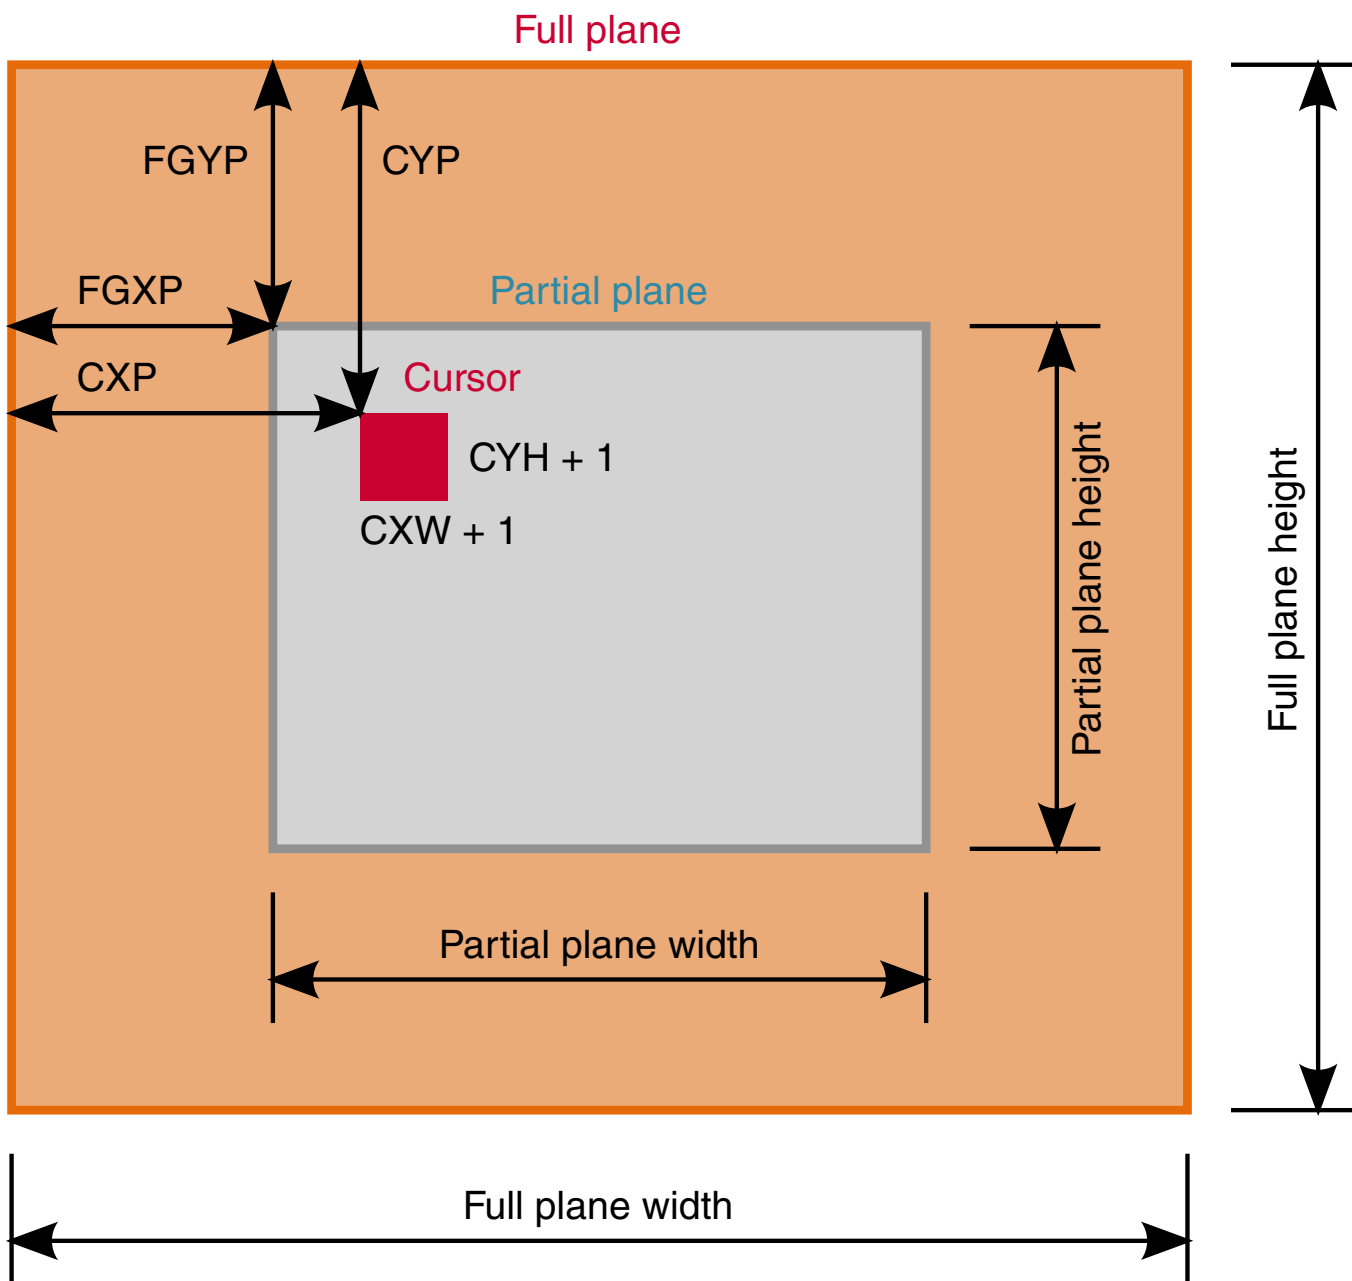 Full plane
FGYP
CYP
FGXP
Partial plane
CXP
Cursor
CYH + 1
CXW + 1
Partial plane height
Full plane height
Partial plane width
Full plane width